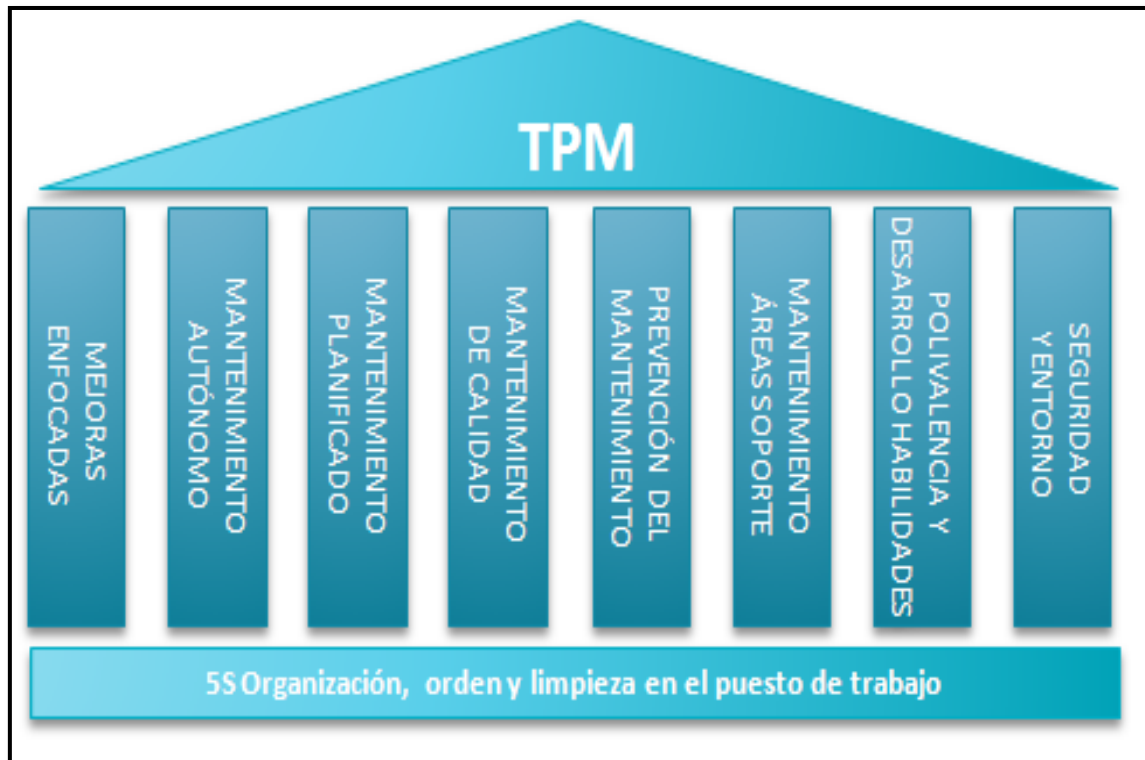 TPM
MEJORAS
ENFOCADAS
MANTENIMIENTO
AUTÓNOMO
MANTENIMIENTO
PLANIFICADO
MANTENIMIENTO
DE CALIDAD
PREVENCIÓN DEL
MANTENIMIENTO
MANTENIMIENTO
ÁREAS SOPORTE
POLIVALENCIA Y
DESARROLLO HABILIDADES
SEGURIDAD
Y ENTORNO
5S Organización, orden y limpieza en el puesto de trabajo